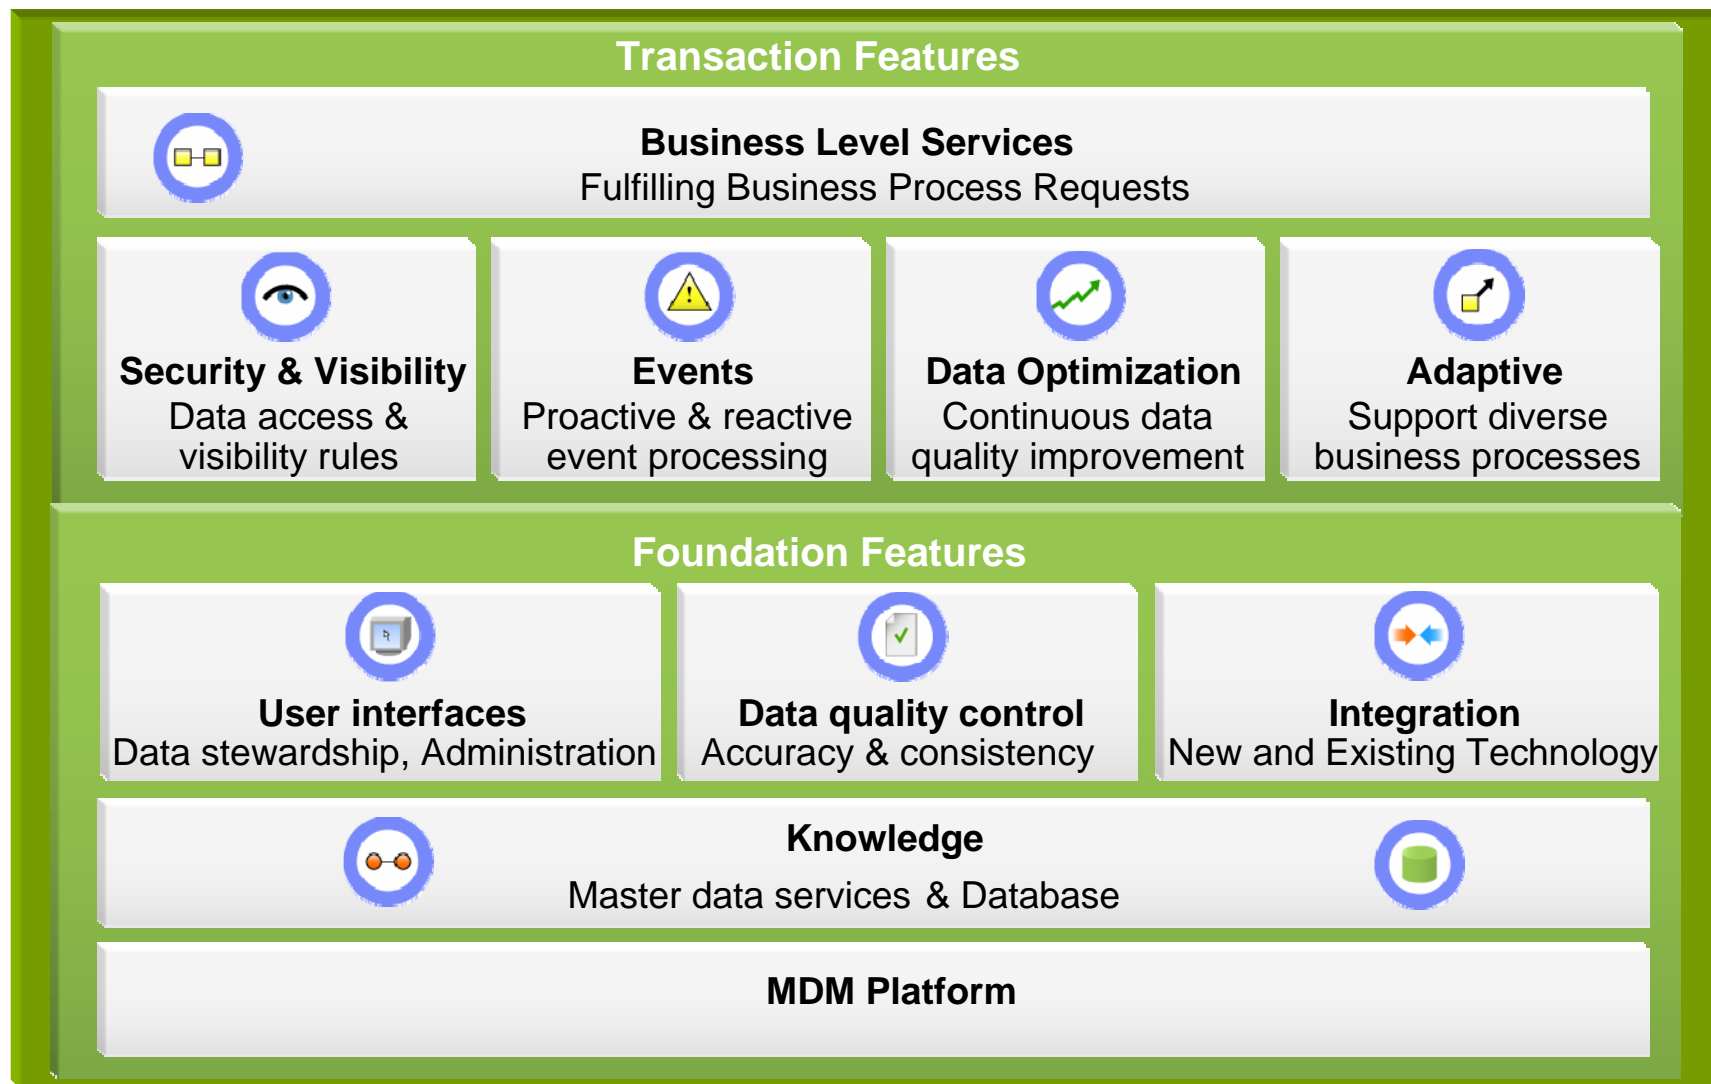 Transaction Features
Business Level Services
Fulfilling Business Process Requests
Security & Visibility
Data access &
visibility rules
Events
Proactive & reactive
event processing
Data Optimization
Continuous data
quality improvement
Adaptive
Support diverse
business processes
Foundation Features
User interfaces
Data stewardship, Administration
Data quality control
Accuracy & consistency
Integration
New and Existing Technology
Knowledge
Master data services & Database
MDM Platform